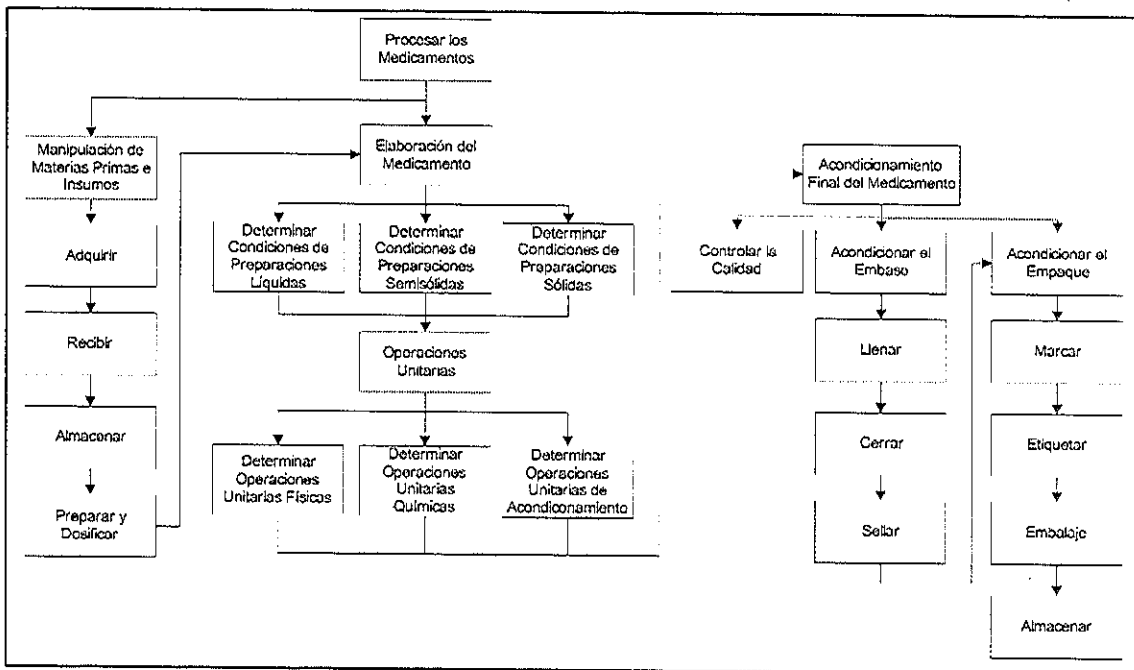 Procesar los
Medicamentos
Manipulación de
Materias Primas e
Insumos
Adquirir
Recibir
Almacenar
Preparar y
Dosificar
Elaboración del
Medicamento
Determinar
Condiciones de
Preparaciones
Líquidas
Determinar
Condiciones de
Preparaciones
Semisólidas
Determinar
Condiciones de
Preparaciones
Sólidas
Operaciones
Unitarias
Determinar
Operaciones
Unitarias Físicas
Determinar
Operaciones
Unitarias
Químicas
Determinar
Operaciones
Unitarias de
Acondiconamiento
Acondicionamiento
Final del Medicamento
Controlar la
Calidad
Acondicionar el
Embase
Llenar
Cerrar
Sellar
Acondicionar el
Empaque
Marcar
Etiquetar
Embalaje
Almacenar